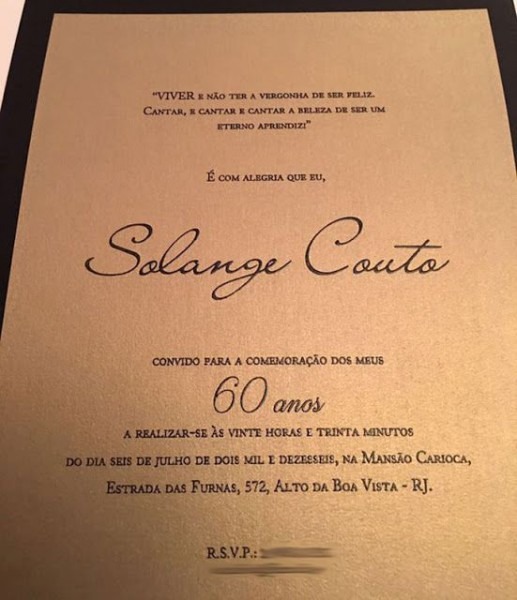 “VIVER E NÃO TER A VERGONHA DE SER FELIZ.
CANTAR, E CANTAR E CANTAR A BELEZA DE SER UM
ETERNO APRENDIZ!”
É COM ALEGRIA QUE EU,
Solange Couto
CONVIDO PARA A COMEMORAÇÃO DOS MEUS
60 anos
A REALIZAR-SE ÀS VINTE HORAS E TRINTA MINUTOS
DO DIA SEIS DE JULHO DE DOIS MIL E DEZESSEIS, NA MANSÃO CARIOCA,
ESTRADA DAS FURNAS, 572, ALTO DA BOA VISTA - RJ.
R.S.V.P.: